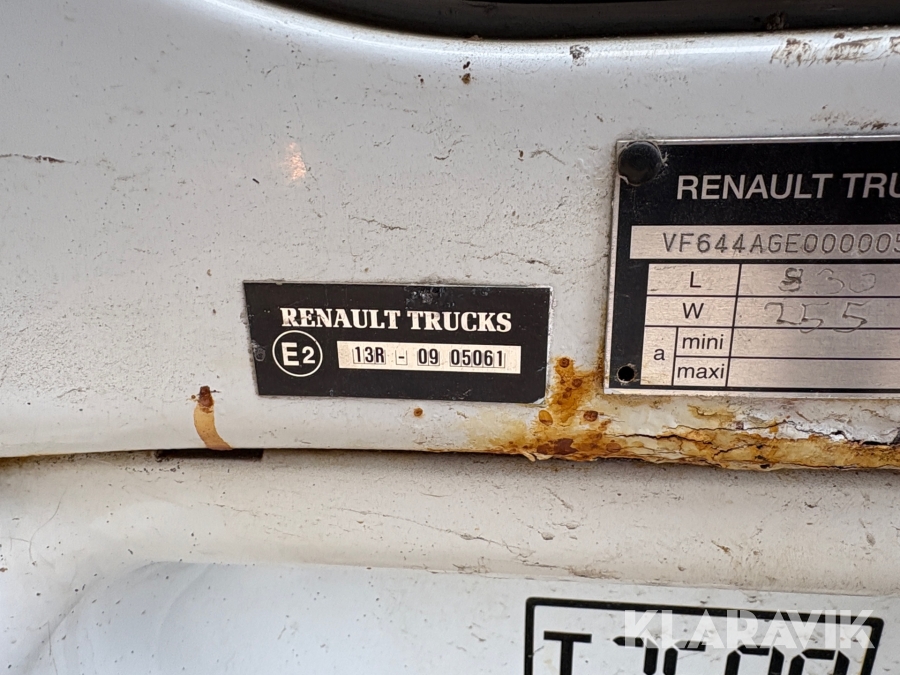 RENAULT TRU
VF644AGE000005
L 830
W 255
a mini
maxi
RENAULT TRUCKS
E2 13R - 09 05061
KLARAVIK